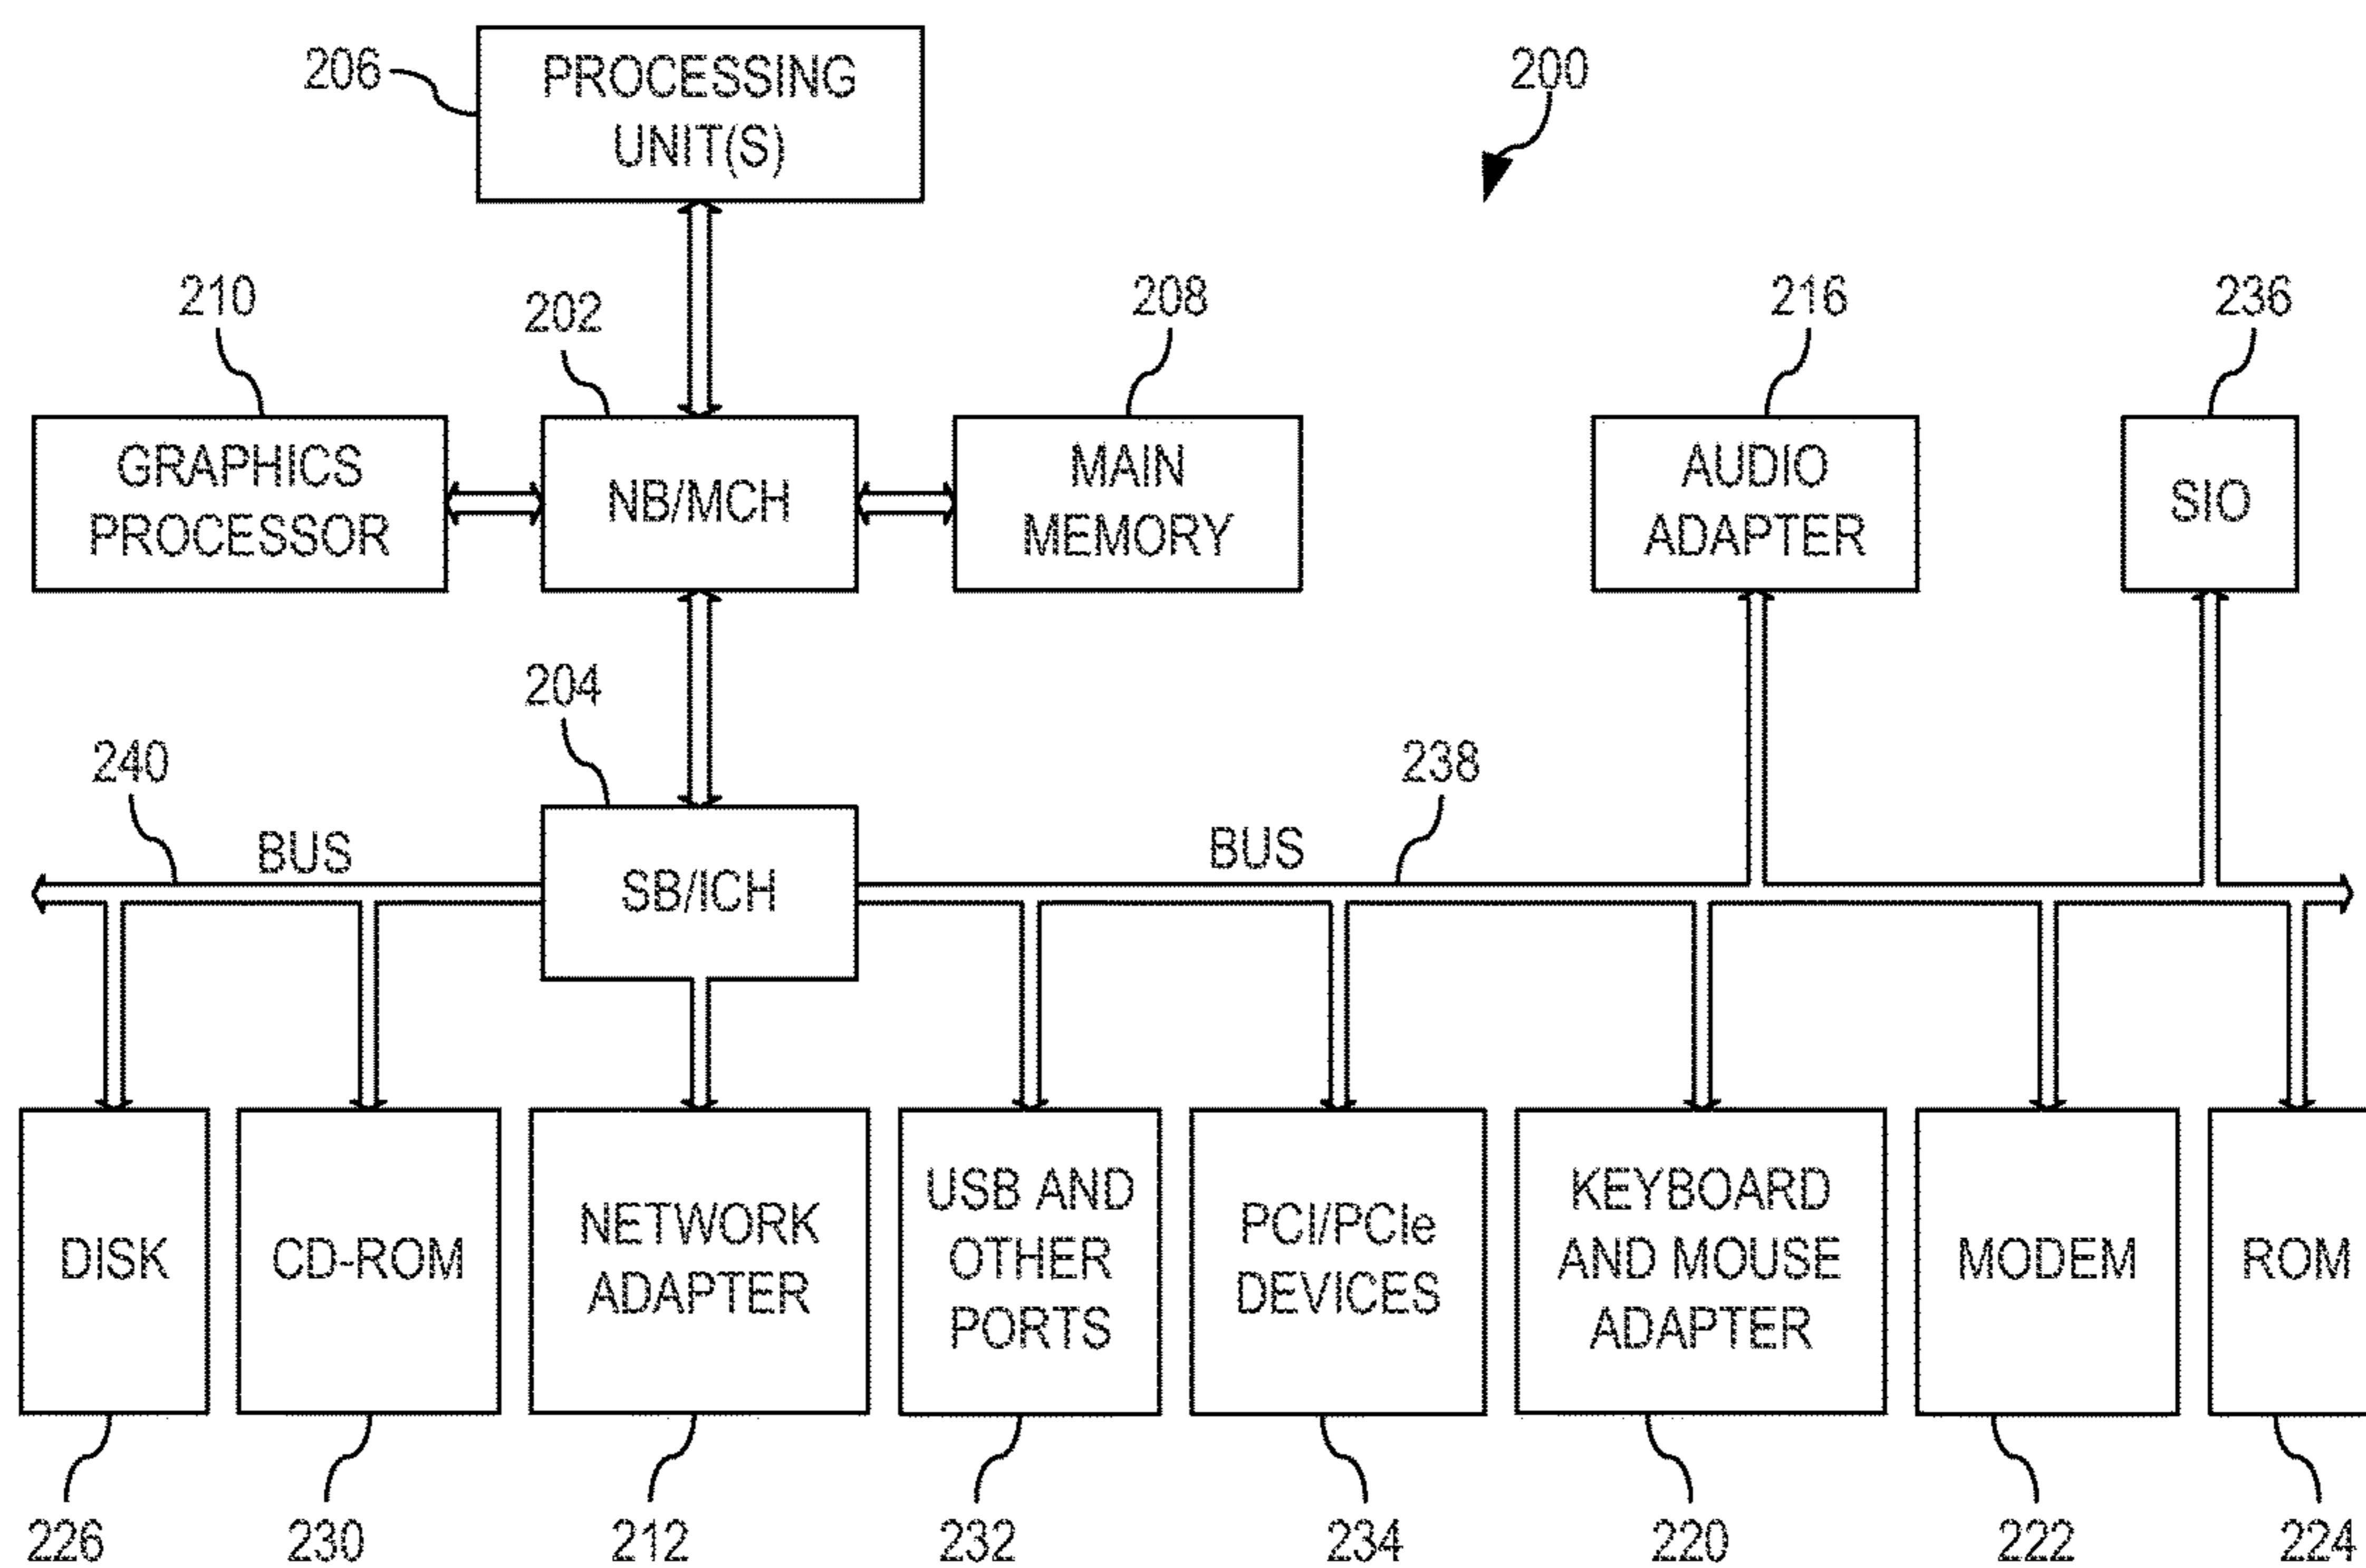 206
PROCESSING
UNIT(S)
200
210
202
208
216
236
GRAPHICS
PROCESSOR
NB/MCH
MAIN
MEMORY
AUDIO
ADAPTER
SIO
204
240
238
BUS
BUS
SB/ICH
DISK
CD-ROM
NETWORK
ADAPTER
USB AND
OTHER
PORTS
PCI/PCIe
DEVICES
KEYBOARD
AND MOUSE
ADAPTER
MODEM
ROM
226
230
212
232
234
220
222
224